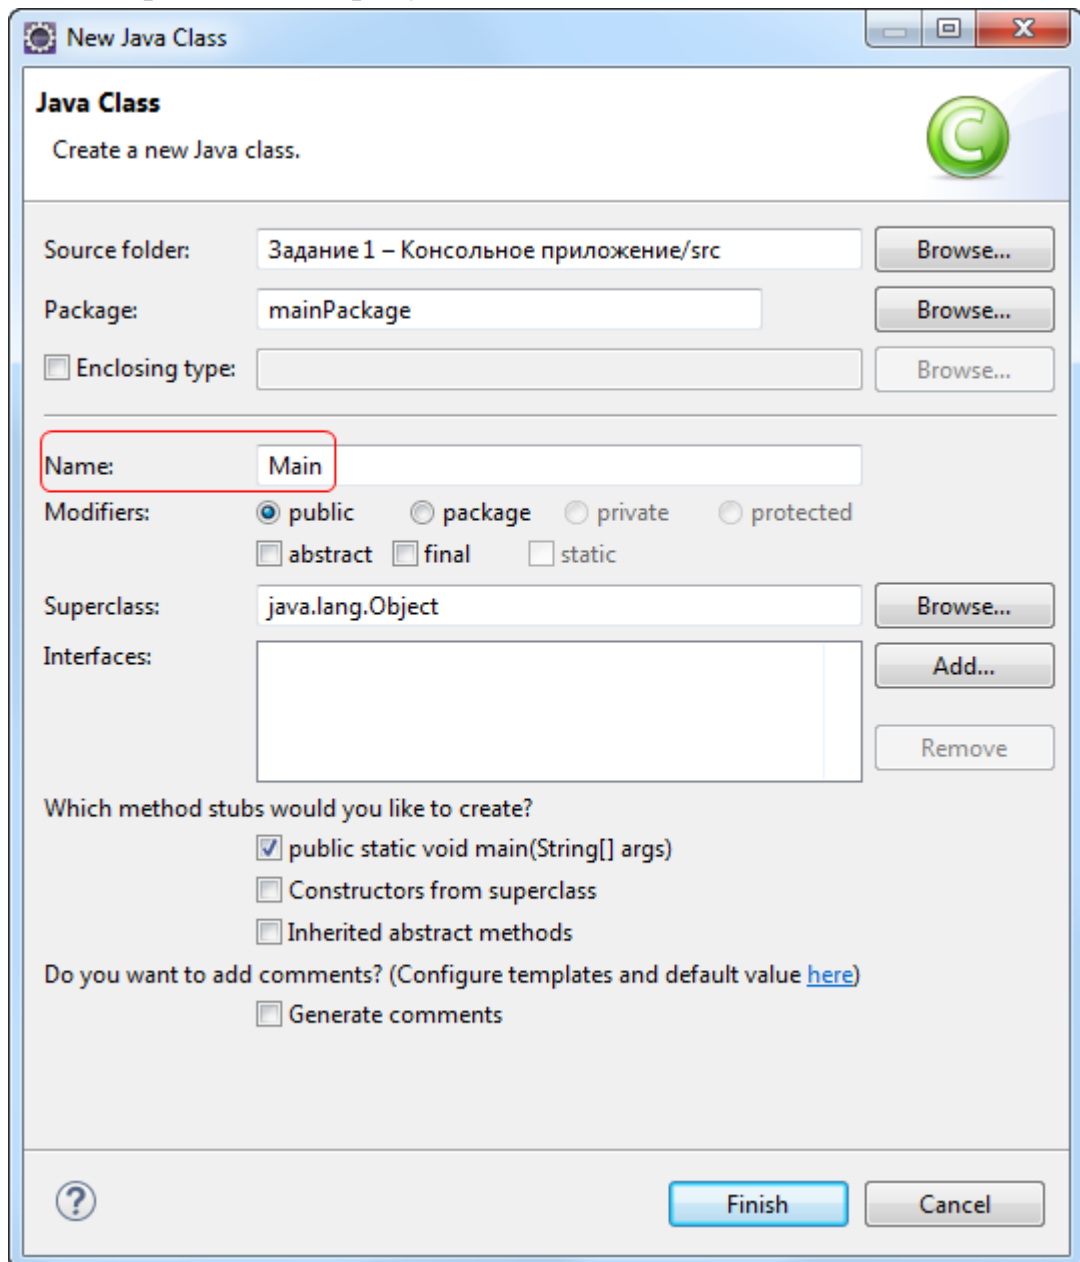 New Java Class
Java Class
Create a new Java class.
C
Source folder: Задание 1 – Консольное приложение/src Browse...
Package: mainPackage Browse...
Enclosing type: Browse...
Name: Main
Modifiers: public package private protected
abstract final static
Superclass: java.lang.Object Browse...
Interfaces: Add...
Remove
Which method stubs would you like to create?
public static void main(String[] args)
Constructors from superclass
Inherited abstract methods
Do you want to add comments? (Configure templates and default value here)
Generate comments
? Finish Cancel